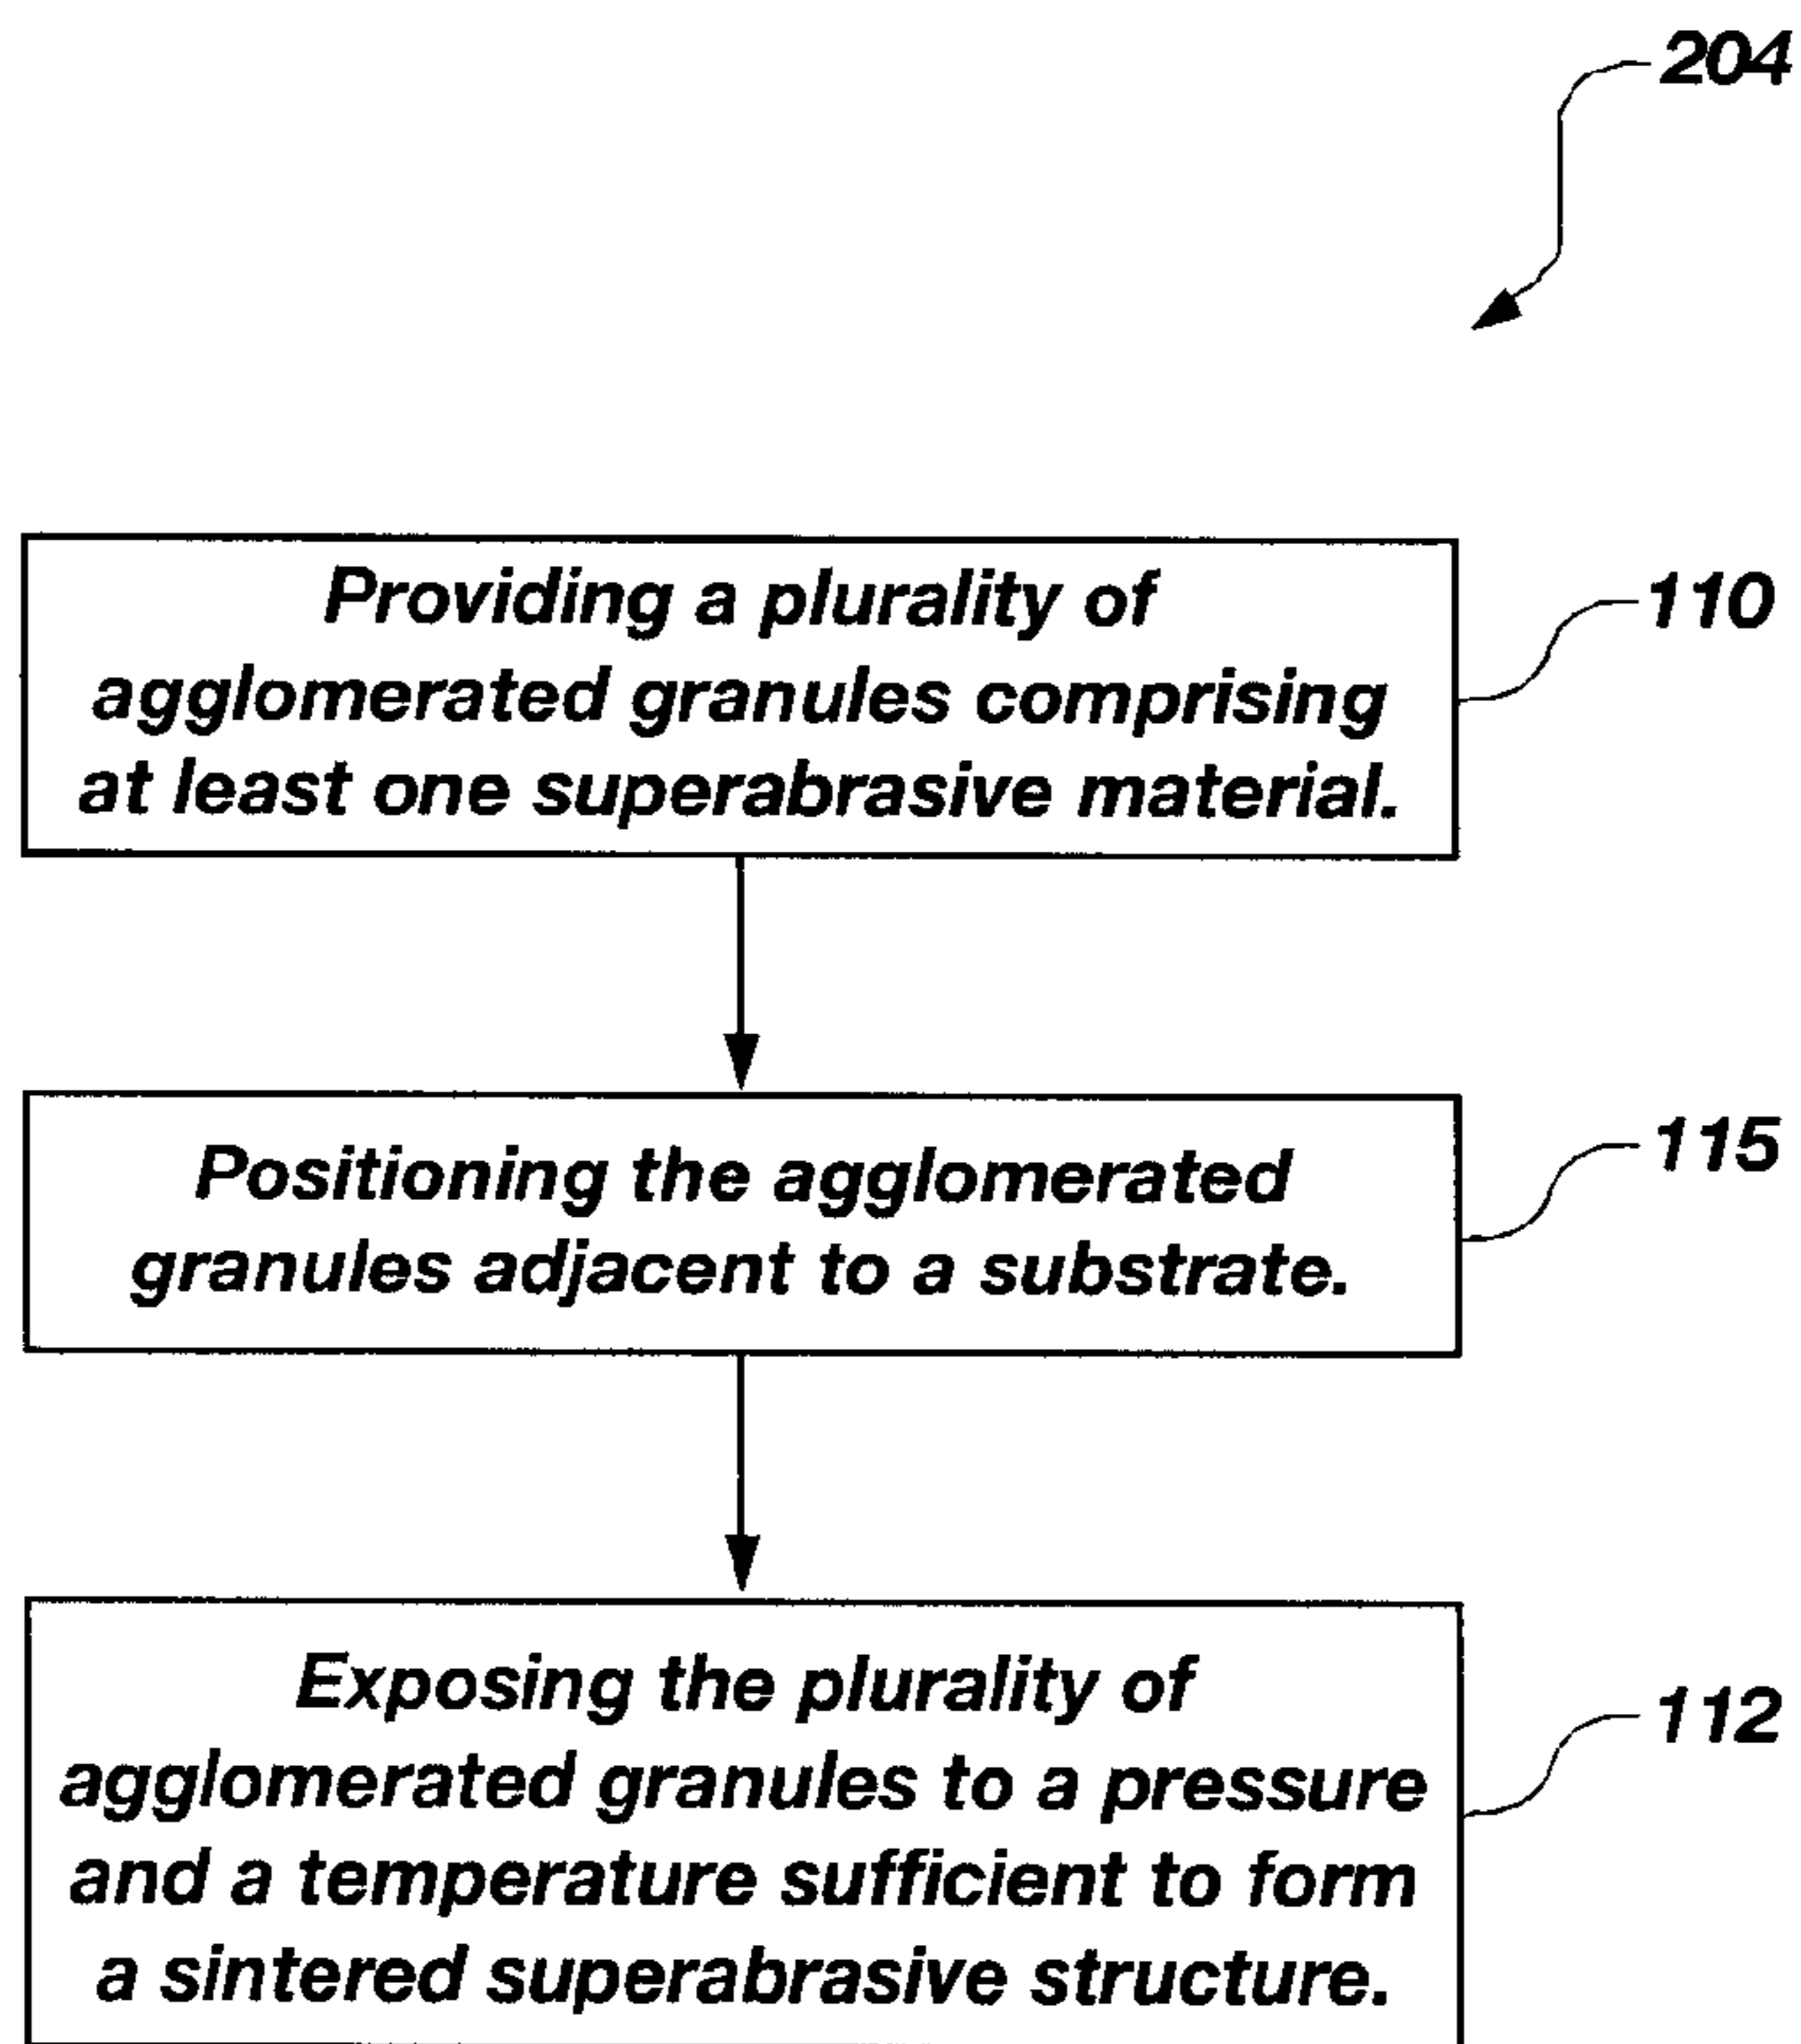 204
Providing a plurality of
agglomerated granules comprising
at least one superabrasive material.
110
Positioning the agglomerated
granules adjacent to a substrate.
115
Exposing the plurality of
agglomerated granules to a pressure
and a temperature sufficient to form
a sintered superabrasive structure.
112